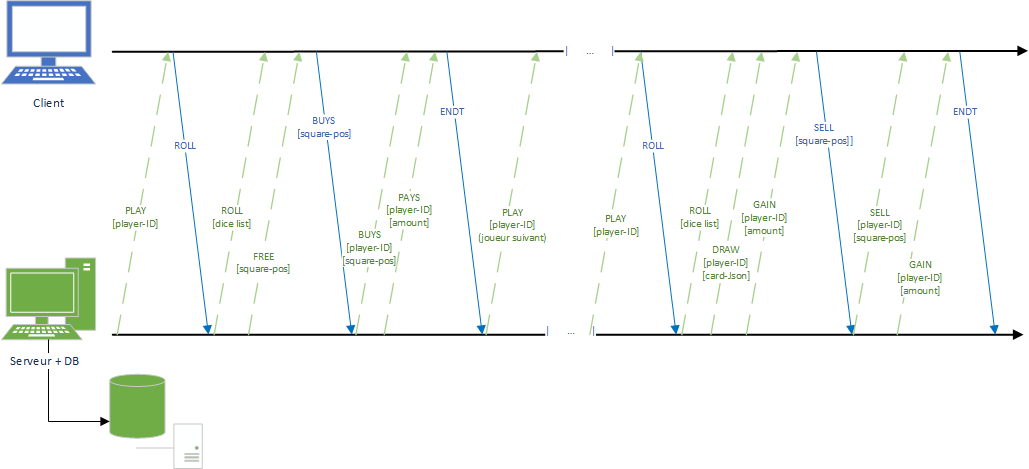 Client
...
PLAY
[player-ID]
ROLL
ROLL
[dice list]
FREE
[square-pos]
BUYS
[square-pos]
BUYS
[player-ID]
[square-pos]
PAYS
[player-ID]
[amount]
ENDT
PLAY
[player-ID]
(joueur suivant)
PLAY
[player-ID]
ROLL
ROLL
[dice list]
DRAW
[player-ID]
[card-Json]
GAIN
[player-ID]
[amount]
SELL
[square-pos]]
SELL
[player-ID]
[square-pos]
GAIN
[player-ID]
[amount]
ENDT
...
Serveur + DB